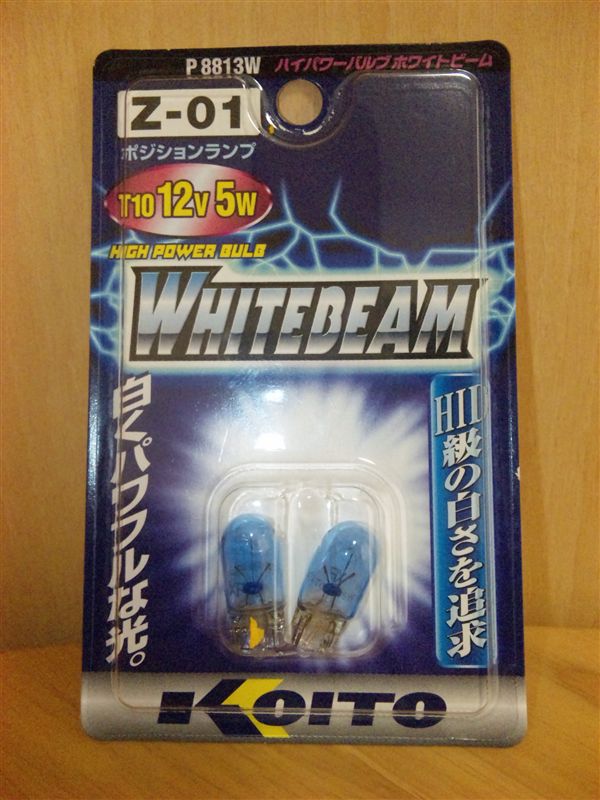 P8813W ハイパワーバルブホワイトビーム
Z-01
ポジションランプ
T10 12V 5W
HIGH POWER BULB
WHITEBEAM
白くパワフルな光。
HID級の白さを追求
KOITO